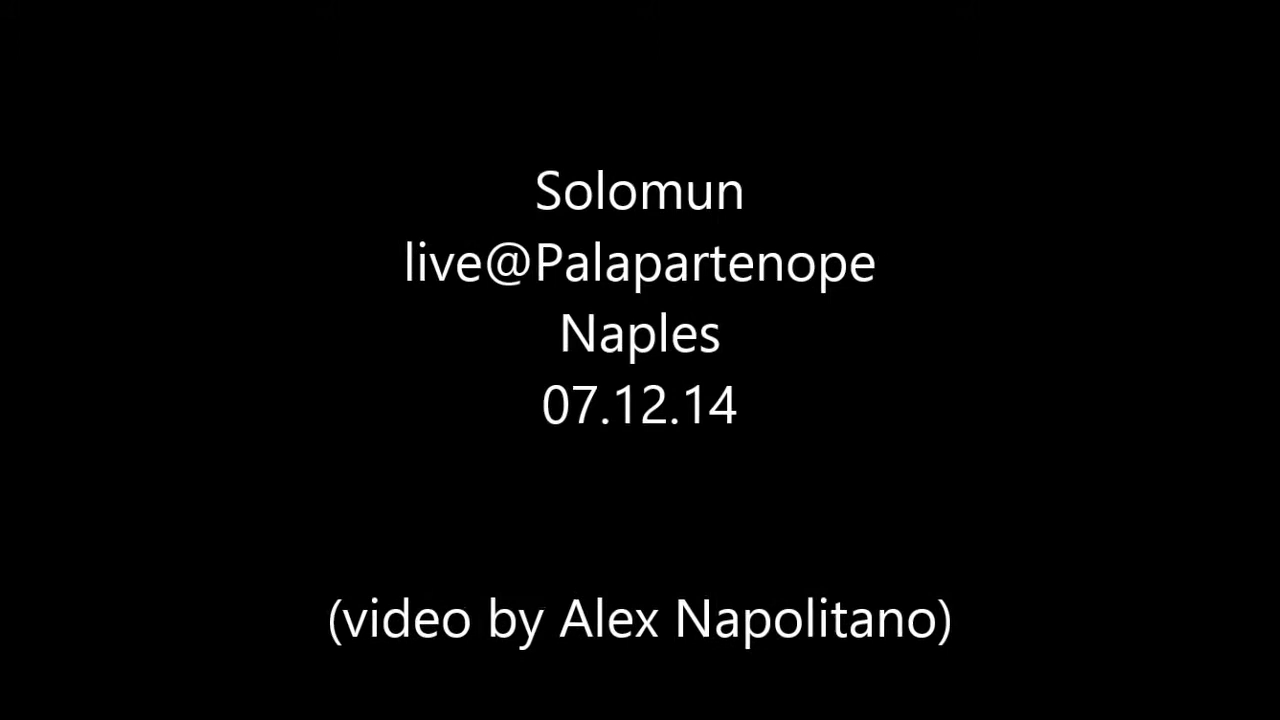 Solomun
live@Palapartenope
Naples
07.12.14
(video by Alex Napolitano)